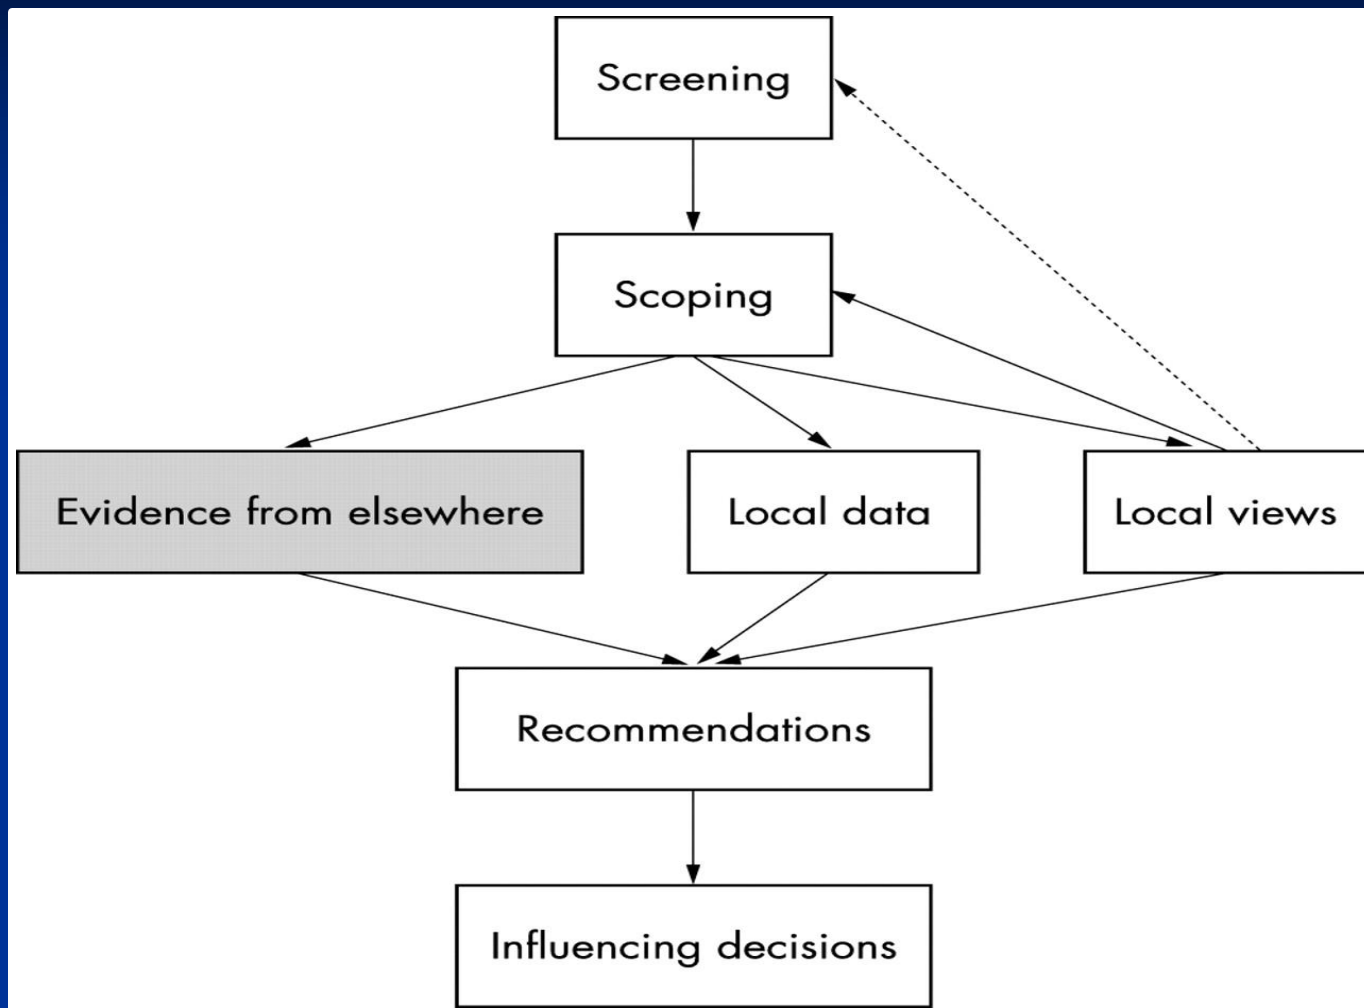 Screening
Scoping
Evidence from elsewhere
Local data
Local views
Recommendations
Influencing decisions